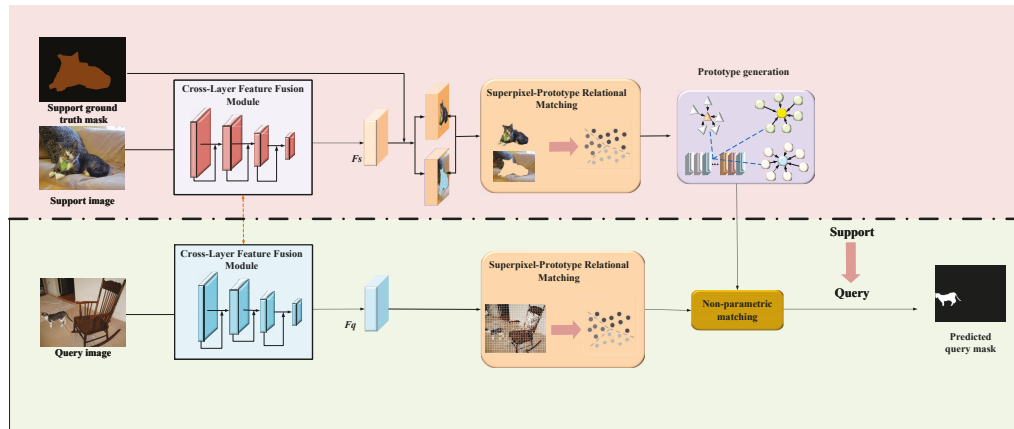 Support ground
truth mask
Support image
Cross-Layer Feature Fusion
Module
Fs
Superpixel-Prototype Relational
Matching
Prototype generation
...
Cross-Layer Feature Fusion
Module
Query image
Fq
Superpixel-Prototype Relational
Matching
Non-parametric
matching
Support
Query
Predicted
query mask